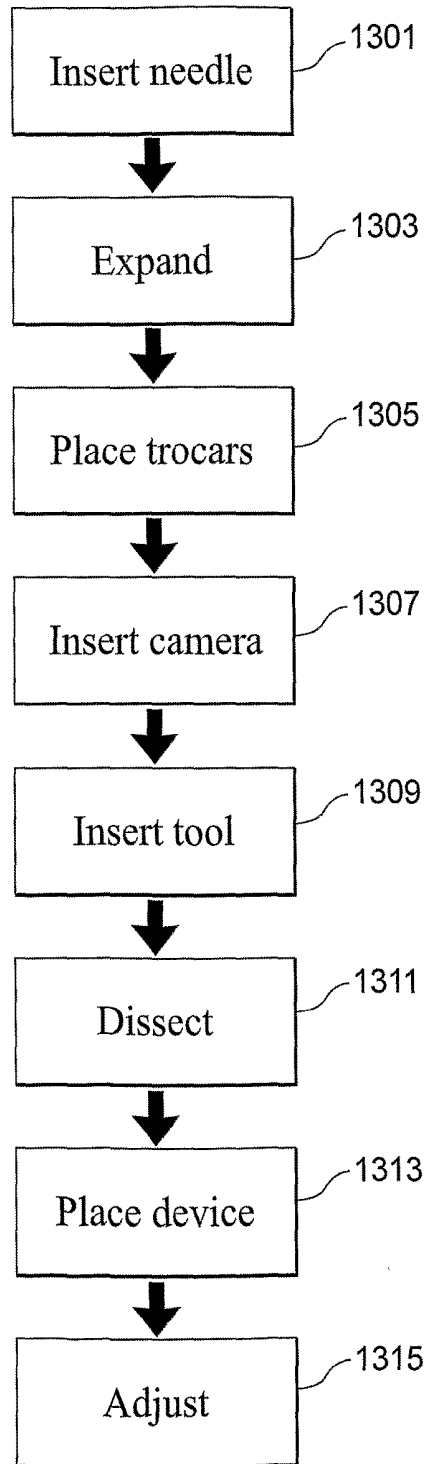 Insert needle
1301
Expand
1303
Place trocars
1305
Insert camera
1307
Insert tool
1309
Dissect
1311
Place device
1313
Adjust
1315